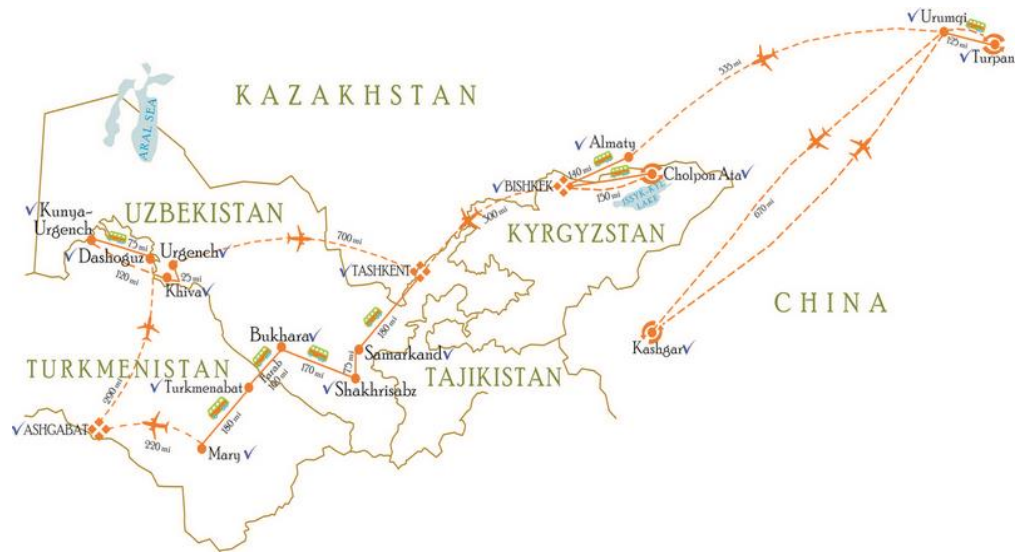 Urumqi
125 mi
Turpan
535 mi
KAZAKHSTAN
ARAL SEA
Almaty
140 mi
BISHKEK
Cholpon Ata
150 mi
ISSYK-KYL
LAKE
Kunya-
Urgench
UZBEKISTAN
500 mi
KYRGYZSTAN
670 mi
75 mi
Urgench
700 mi
Dashoguz
TASHKENT
120 mi
25 mi
Khiva
CHINA
180 mi
Bukhara
Kashgar
Samarkand
TURKMENISTAN
Farab
170 mi
75 mi
TAJIKISTAN
Turkmenabat
Shakhrisabz
290 mi
180 mi
ASHGABAT
220 mi
Mary